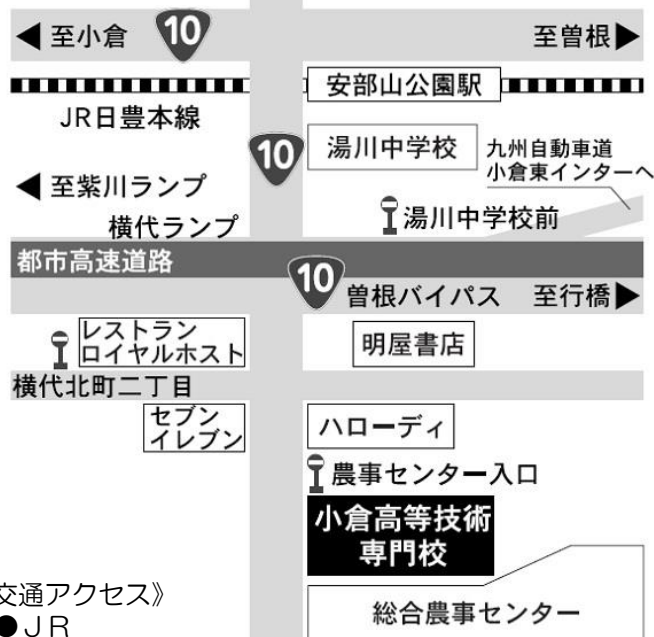 ◀ 至小倉
10
至曽根▶
安部山公園駅
JR日豊本線
10
湯川中学校
九州自動車道
小倉東インターへ
◀ 至紫川ランプ
横代ランプ
湯川中学校前
都市高速道路
10
曽根バイパス
至行橋▶
レストラン
ロイヤルホスト
明屋書店
横代北町二丁目
セブン
イレブン
ハローディ
農事センター入口
小倉高等技術
専門校
総合農事センター
交通アクセス》
●ＪＲ